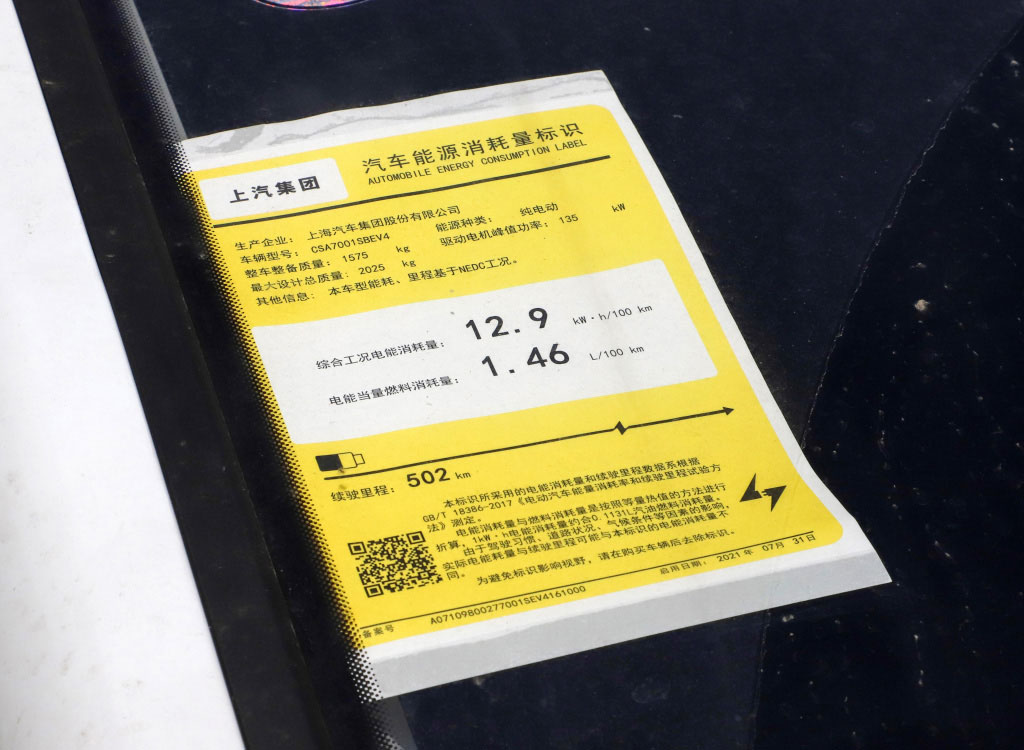 汽车能源消耗量标识
AUTOMOBILE ENERGY CONSUMPTION LABEL
上汽集团
生产企业： 上海汽车集团股份有限公司
车辆型号： CSA7001SBEV4 能源种类： 纯电动
整车整备质量： 1575 kg 驱动电机峰值功率： 135 kW
最大设计总质量： 2025 kg
其他信息： 本车型能耗、里程基于NEDC工况。
综合工况电能消耗量： 12.9 kW·h/100 km
电能当量燃料消耗量： 1.46 L/100 km
续驶里程： 502 km
本标识所采用的电能消耗量和续驶里程数据系根据
GB/T 18386-2017《电动汽车能量消耗率和续驶里程试验方
法》测定。
电能消耗量与燃料消耗量是按照等量热值的方法进行
折算，1kW·h电能消耗量约合0.1131L汽油燃料消耗量。
由于驾驶习惯、道路状况、气候条件等因素的影响，
实际电能耗量与续驶里程可能与本标识的电能消耗量不
同。
为避免标识影响视野，请在购买车辆后去除标识。
备案号 A0710980027700​1SEV4161000 启用日期： 2021 年 07月 31日